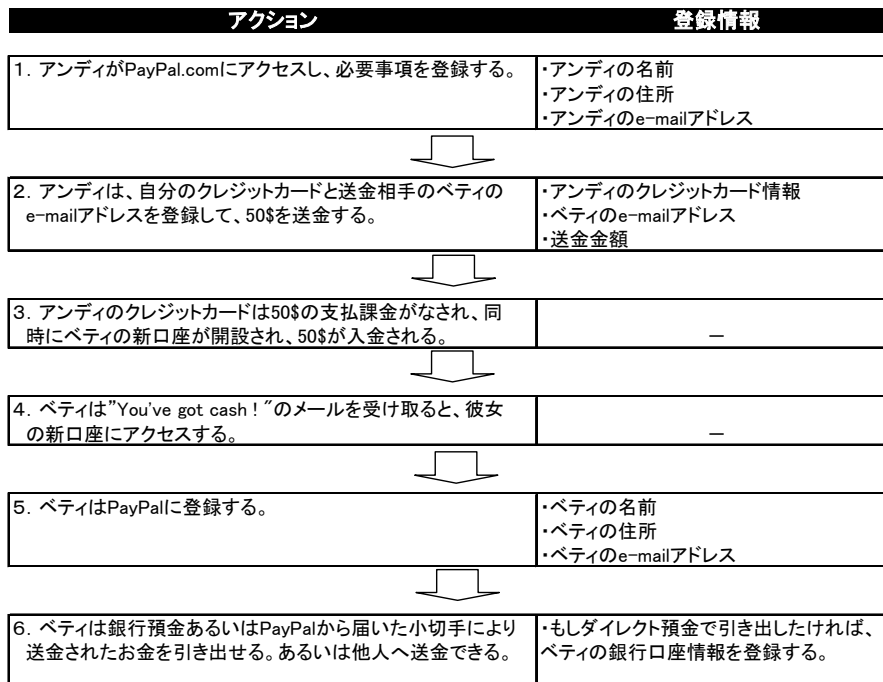 アクション 登録情報
1．アンディがPayPal.comにアクセスし、必要事項を登録する。 ・アンディの名前
・アンディの住所
・アンディのe-mailアドレス
2．アンディは、自分のクレジットカードと送金相手のベティの ・アンディのクレジットカード情報
e-mailアドレスを登録して、50$を送金する。 ・ベティのe-mailアドレス
・送金金額
3．アンディのクレジットカードは50$の支払課金がなされ、同
時にベティの新口座が開設され、50$が入金される。 －
4．ベティは”You've got cash！"のメールを受け取ると、彼女
の新口座にアクセスする。 －
5．ベティはPayPalに登録する。 ・ベティの名前
・ベティの住所
・ベティのe-mailアドレス
6．ベティは銀行預金あるいはPayPalから届いた小切手により ・もしダイレクト預金で引き出したければ、
送金されたお金を引き出せる。あるいは他人へ送金できる。 ベティの銀行口座情報を登録する。